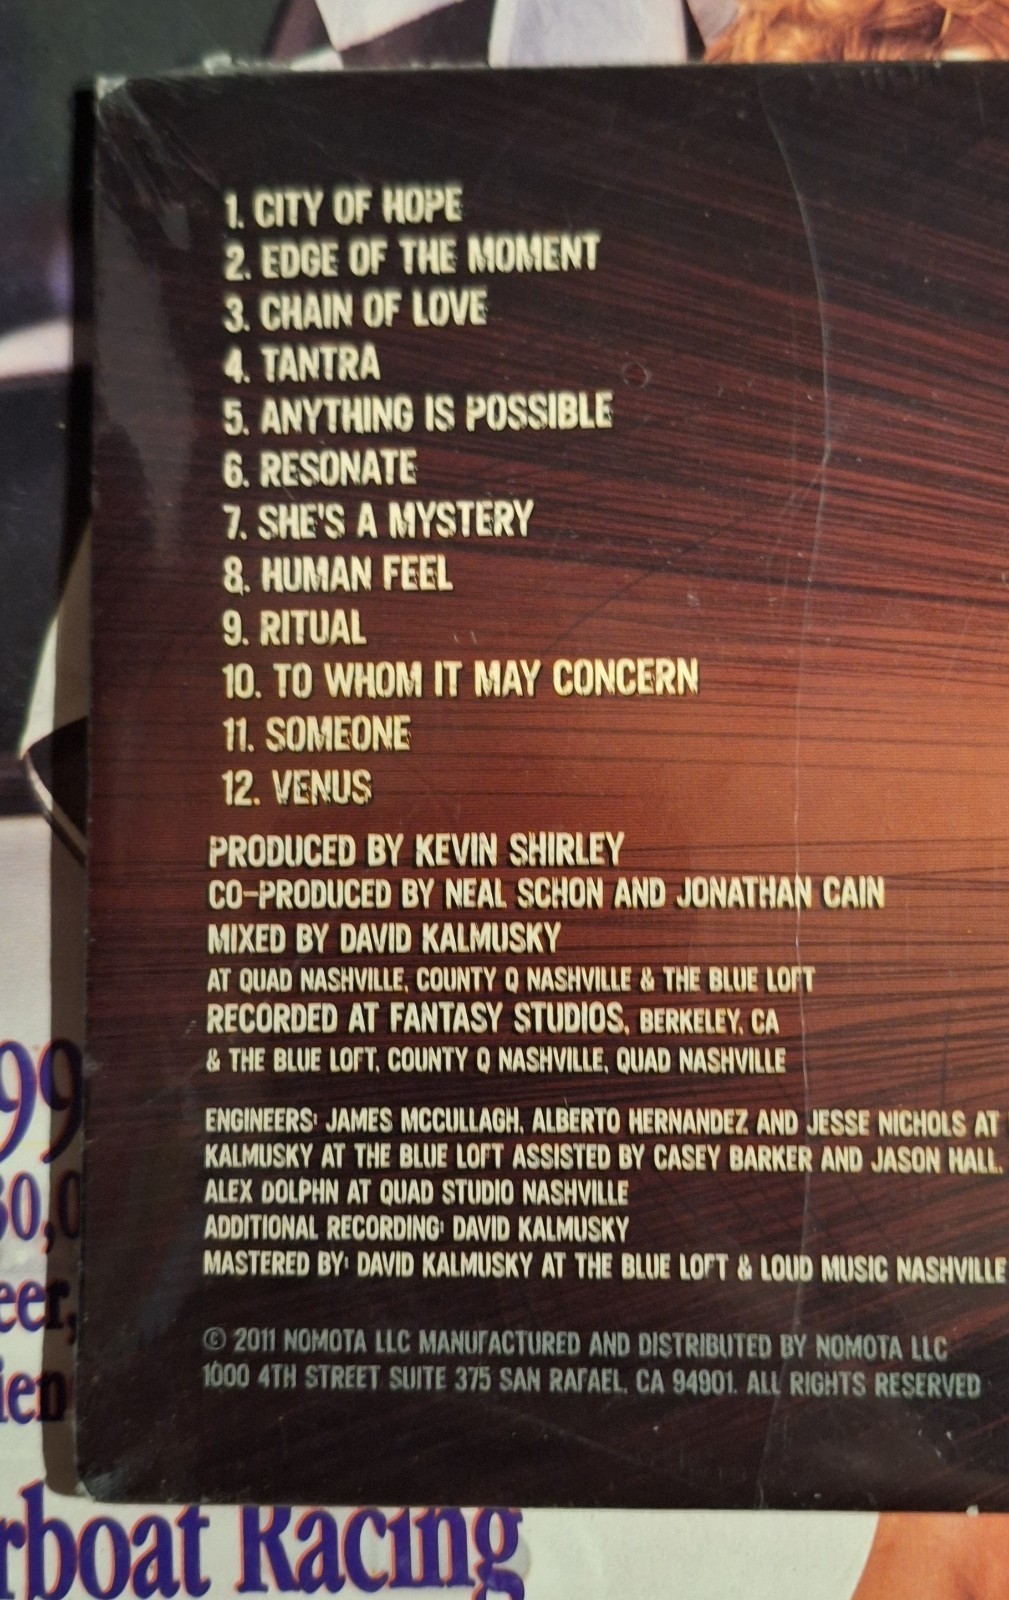 1. CITY OF HOPE
2. EDGE OF THE MOMENT
3. CHAIN OF LOVE
4. TANTRA
5. ANYTHING IS POSSIBLE
6. RESONATE
7. SHE'S A MYSTERY
8. HUMAN FEEL
9. RITUAL
10. TO WHOM IT MAY CONCERN
11. SOMEONE
12. VENUS
PRODUCED BY KEVIN SHIRLEY
CO-PRODUCED BY NEAL SCHON AND JONATHAN CAIN
MIXED BY DAVID KALMUSKY
AT QUAD NASHVILLE, COUNTY Q NASHVILLE & THE BLUE LOFT
RECORDED AT FANTASY STUDIOS, BERKELEY, CA
& THE BLUE LOFT, COUNTY Q NASHVILLE, QUAD NASHVILLE
ENGINEERS: JAMES MCCULLAGH, ALBERTO HERNANDEZ AND JESSE NICHOLS AT
KALMUSKY AT THE BLUE LOFT ASSISTED BY CASEY BARKER AND JASON HALL,
ALEX DOLPHN AT QUAD STUDIO NASHVILLE
ADDITIONAL RECORDING: DAVID KALMUSKY
MASTERED BY: DAVID KALMUSKY AT THE BLUE LOFT & LOUD MUSIC NASHVILLE
© 2011 NOMOTA LLC MANUFACTURED AND DISTRIBUTED BY NOMOTA LLC
1000 4TH STREET SUITE 375 SAN RAFAEL, CA 94901. ALL RIGHTS RESERVED
99
30,0
eer,
ien
rboat Racing